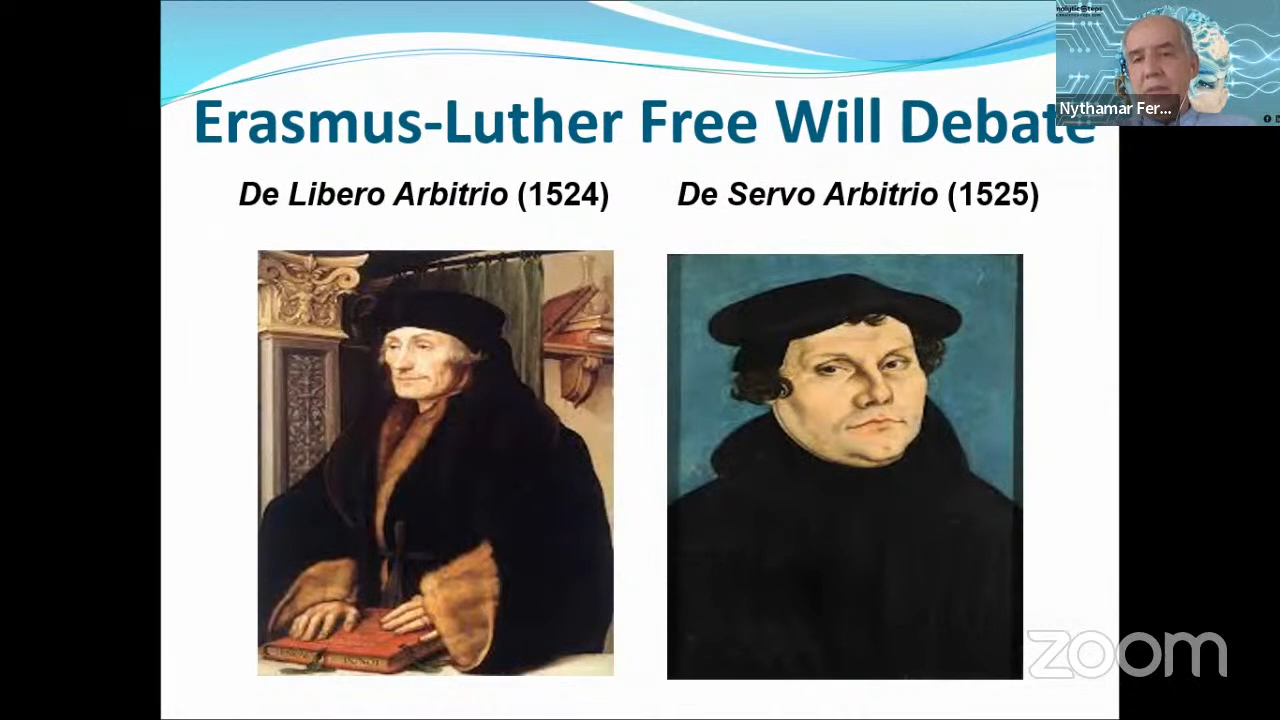 Erasmus-Luther Free Will Debate
Nythamar Fer...
De Libero Arbitrio (1524)
De Servo Arbitrio (1525)
zoom